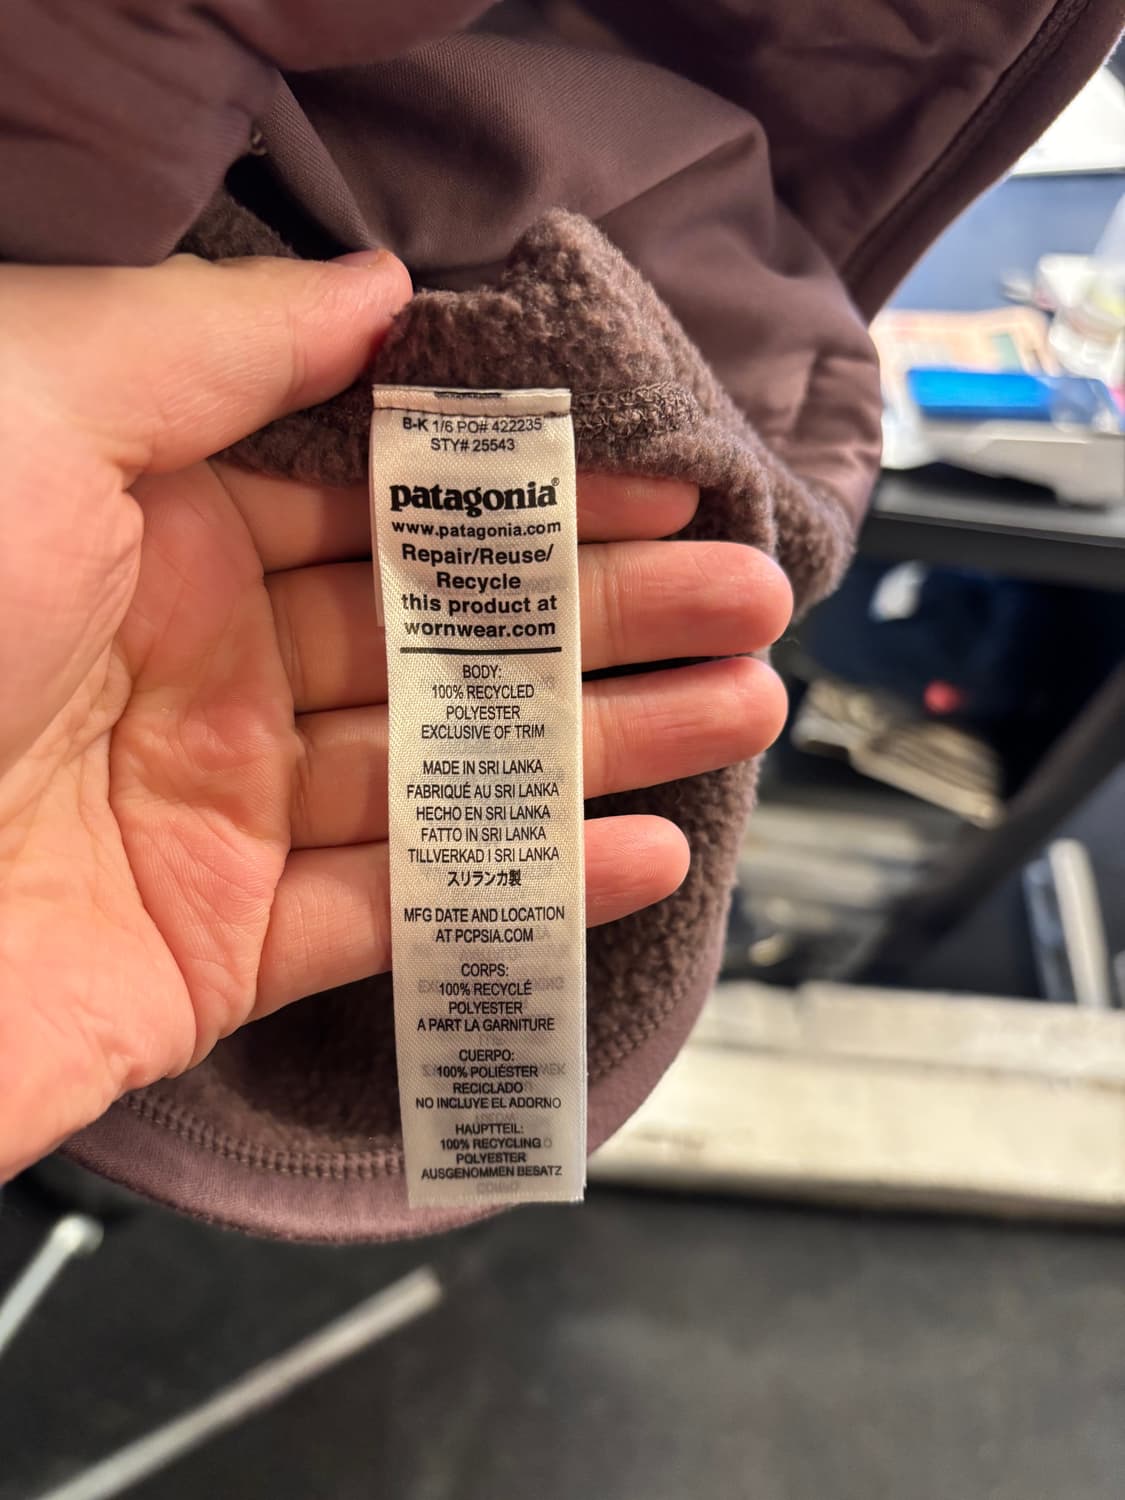 B-K 1/6 PO# 422235
STY# 25543
patagonia®
www.patagonia.com
Repair/Reuse/
Recycle
this product at
wornwear.com
BODY:
100% RECYCLED
POLYESTER
EXCLUSIVE OF TRIM
MADE IN SRI LANKA
FABRIQUÉ AU SRI LANKA
HECHO EN SRI LANKA
FATTO IN SRI LANKA
TILLVERKAD I SRI LANKA
スリランカ製
MFG DATE AND LOCATION
AT PCPSIA.COM
CORPS:
100% RECYCLÉ
POLYESTER
A PART LA GARNITURE
CUERPO:
100% POLIÉSTER
RECICLADO
NO INCLUYE EL ADORNO
HAUPTTEIL:
100% RECYCLING
POLYESTER
AUSGENOMMEN BESATZ